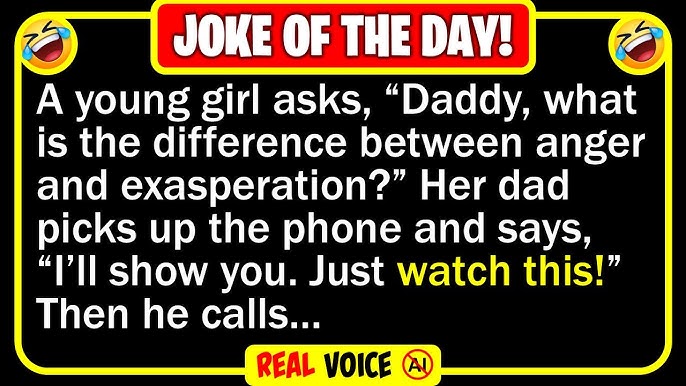 JOKE OF THE DAY!
A young girl asks, “Daddy, what
is the difference between anger
and exasperation?” Her dad
picks up the phone and says,
“I’ll show you. Just watch this!”
Then he calls...
REAL VOICE AI